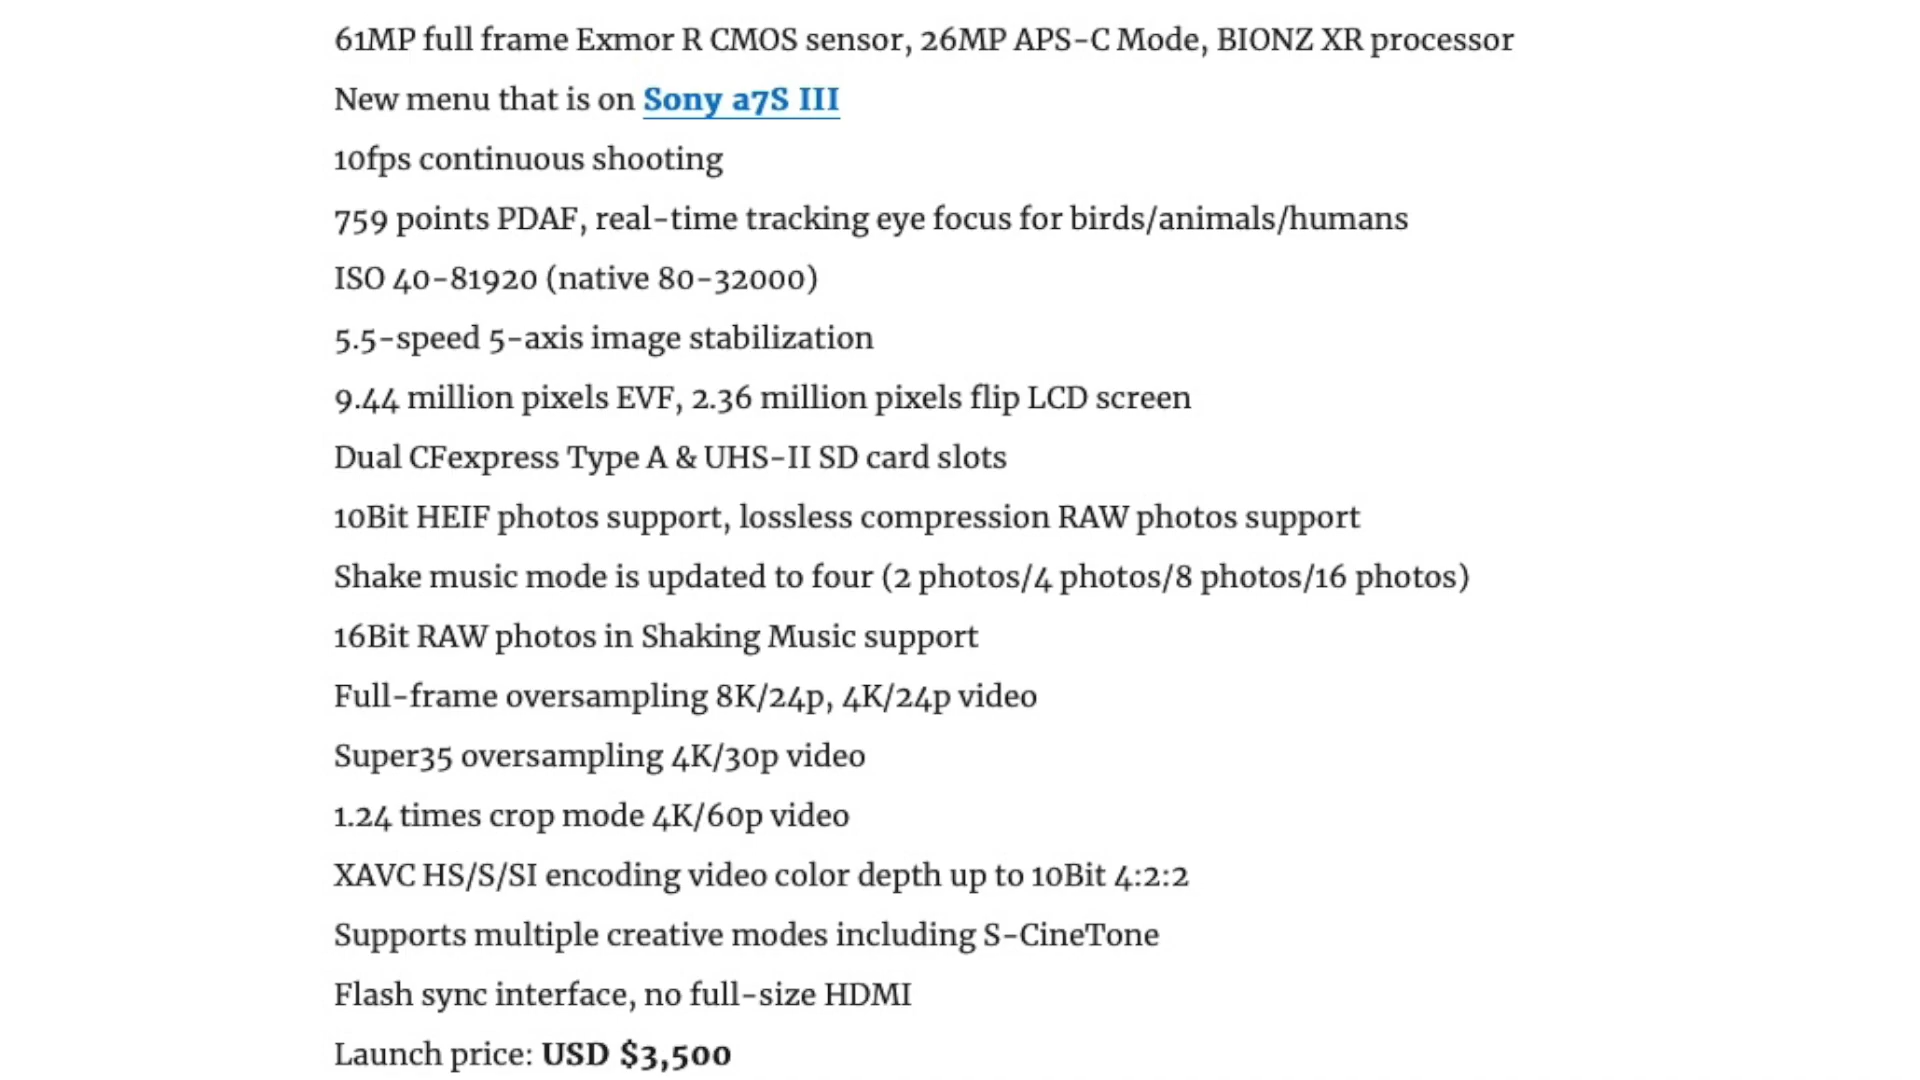 61MP full frame Exmor R CMOS sensor, 26MP APS-C Mode, BIONZ XR processor
New menu that is on Sony a7S III
10fps continuous shooting
759 points PDAF, real-time tracking eye focus for birds/animals/humans
ISO 40-81920 (native 80-32000)
5.5-speed 5-axis image stabilization
9.44 million pixels EVF, 2.36 million pixels flip LCD screen
Dual CFexpress Type A & UHS-II SD card slots
10Bit HEIF photos support, lossless compression RAW photos support
Shake music mode is updated to four (2 photos/4 photos/8 photos/16 photos)
16Bit RAW photos in Shaking Music support
Full-frame oversampling 8K/24p, 4K/24p video
Super35 oversampling 4K/30p video
1.24 times crop mode 4K/60p video
XAVC HS/S/SI encoding video color depth up to 10Bit 4:2:2
Supports multiple creative modes including S-CineTone
Flash sync interface, no full-size HDMI
Launch price: USD $3,500